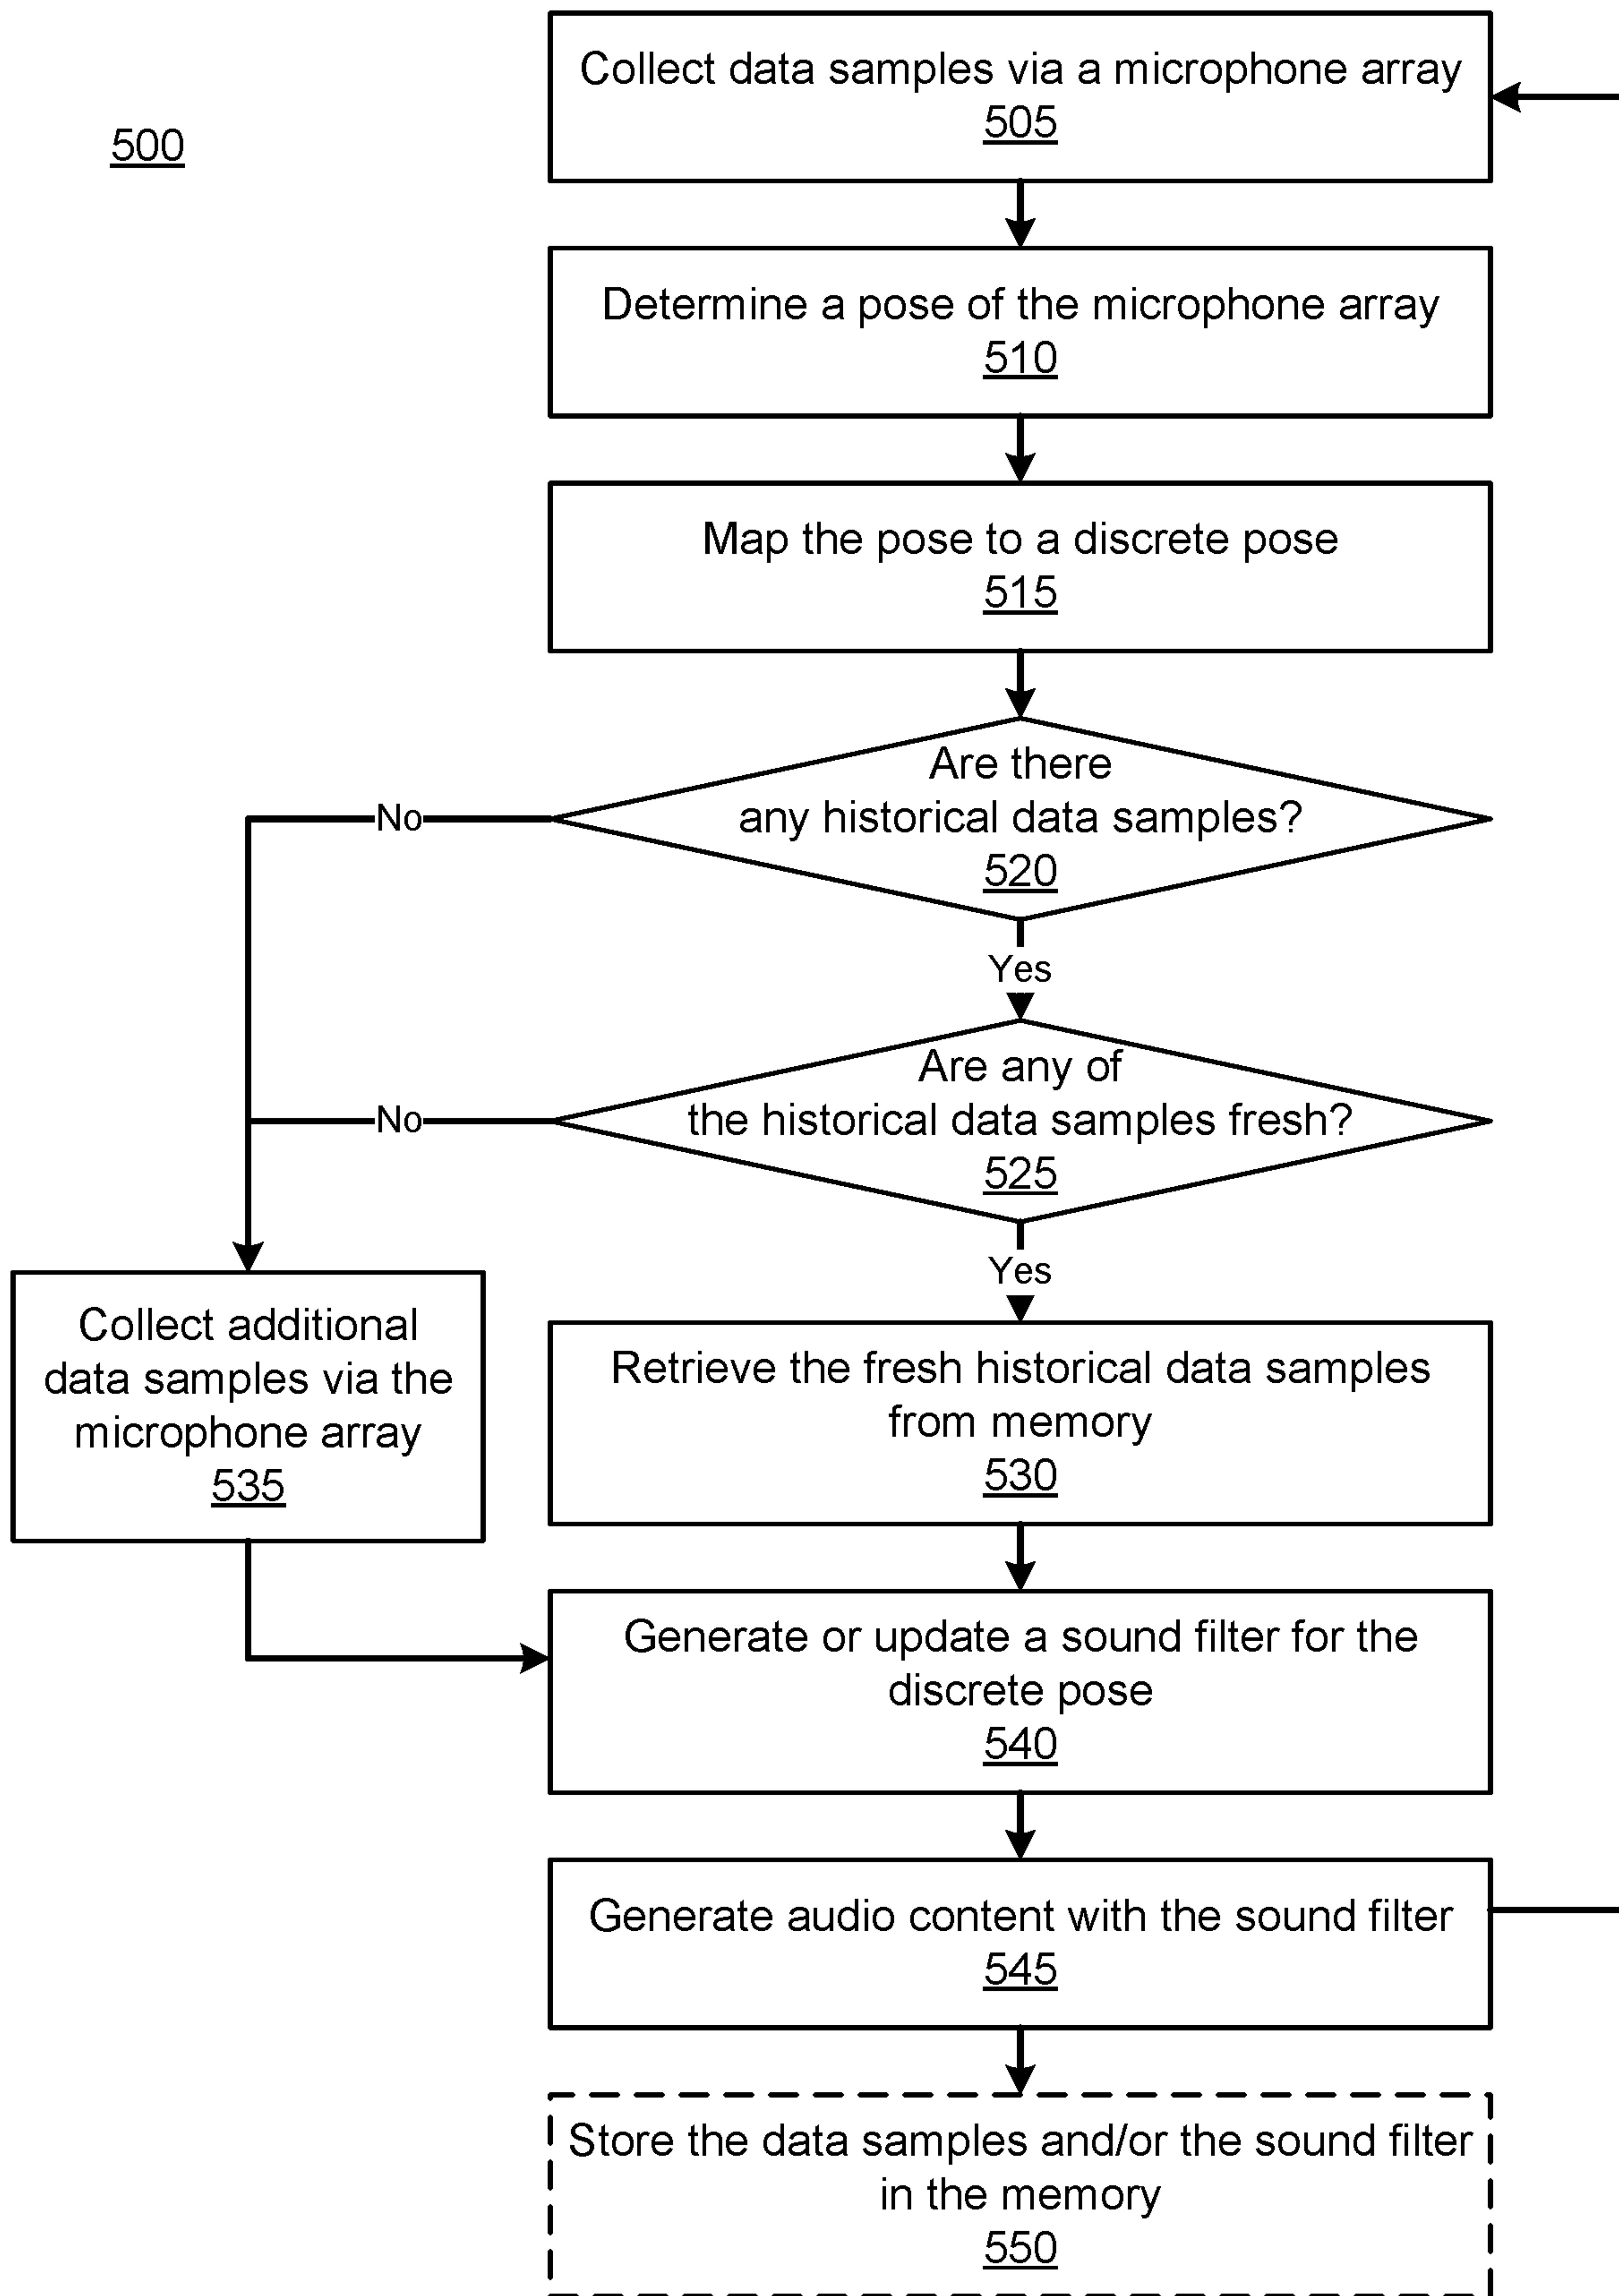 500
Collect data samples via a microphone array
505
Determine a pose of the microphone array
510
Map the pose to a discrete pose
515
Are there
any historical data samples?
520
No
Yes
Are any of
the historical data samples fresh?
525
No
Yes
Collect additional
data samples via the
microphone array
535
Retrieve the fresh historical data samples
from memory
530
Generate or update a sound filter for the
discrete pose
540
Generate audio content with the sound filter
545
Store the data samples and/or the sound filter
in the memory
550